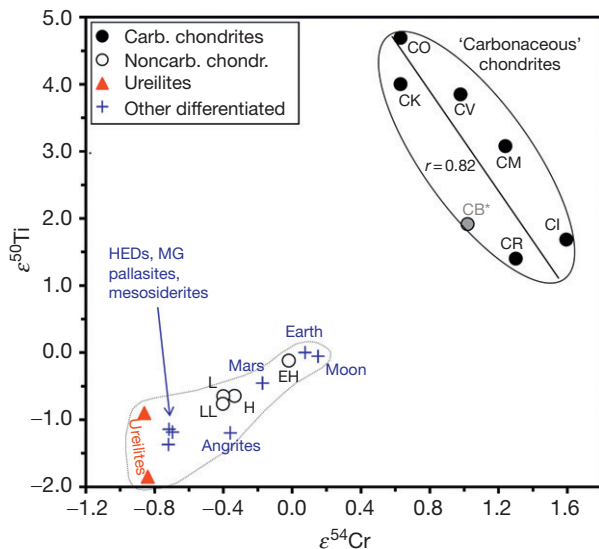 5.0
4.0
3.0
2.0
1.0
0.0
−1.0
−2.0
ε⁵⁰Ti
Carb. chondrites
Noncarb. chondr.
Ureilites
Other differentiated
CO
'Carbonaceous'
chondrites
CK
CV
CM
r = 0.82
CB*
CI
CR
HEDs, MG
pallasites,
mesosiderites
Earth
Mars
Moon
EH
L
LL
H
Angrites
Ureilites
−1.2
−0.8
−0.4
0.0
0.4
0.8
1.2
1.6
ε⁵⁴Cr